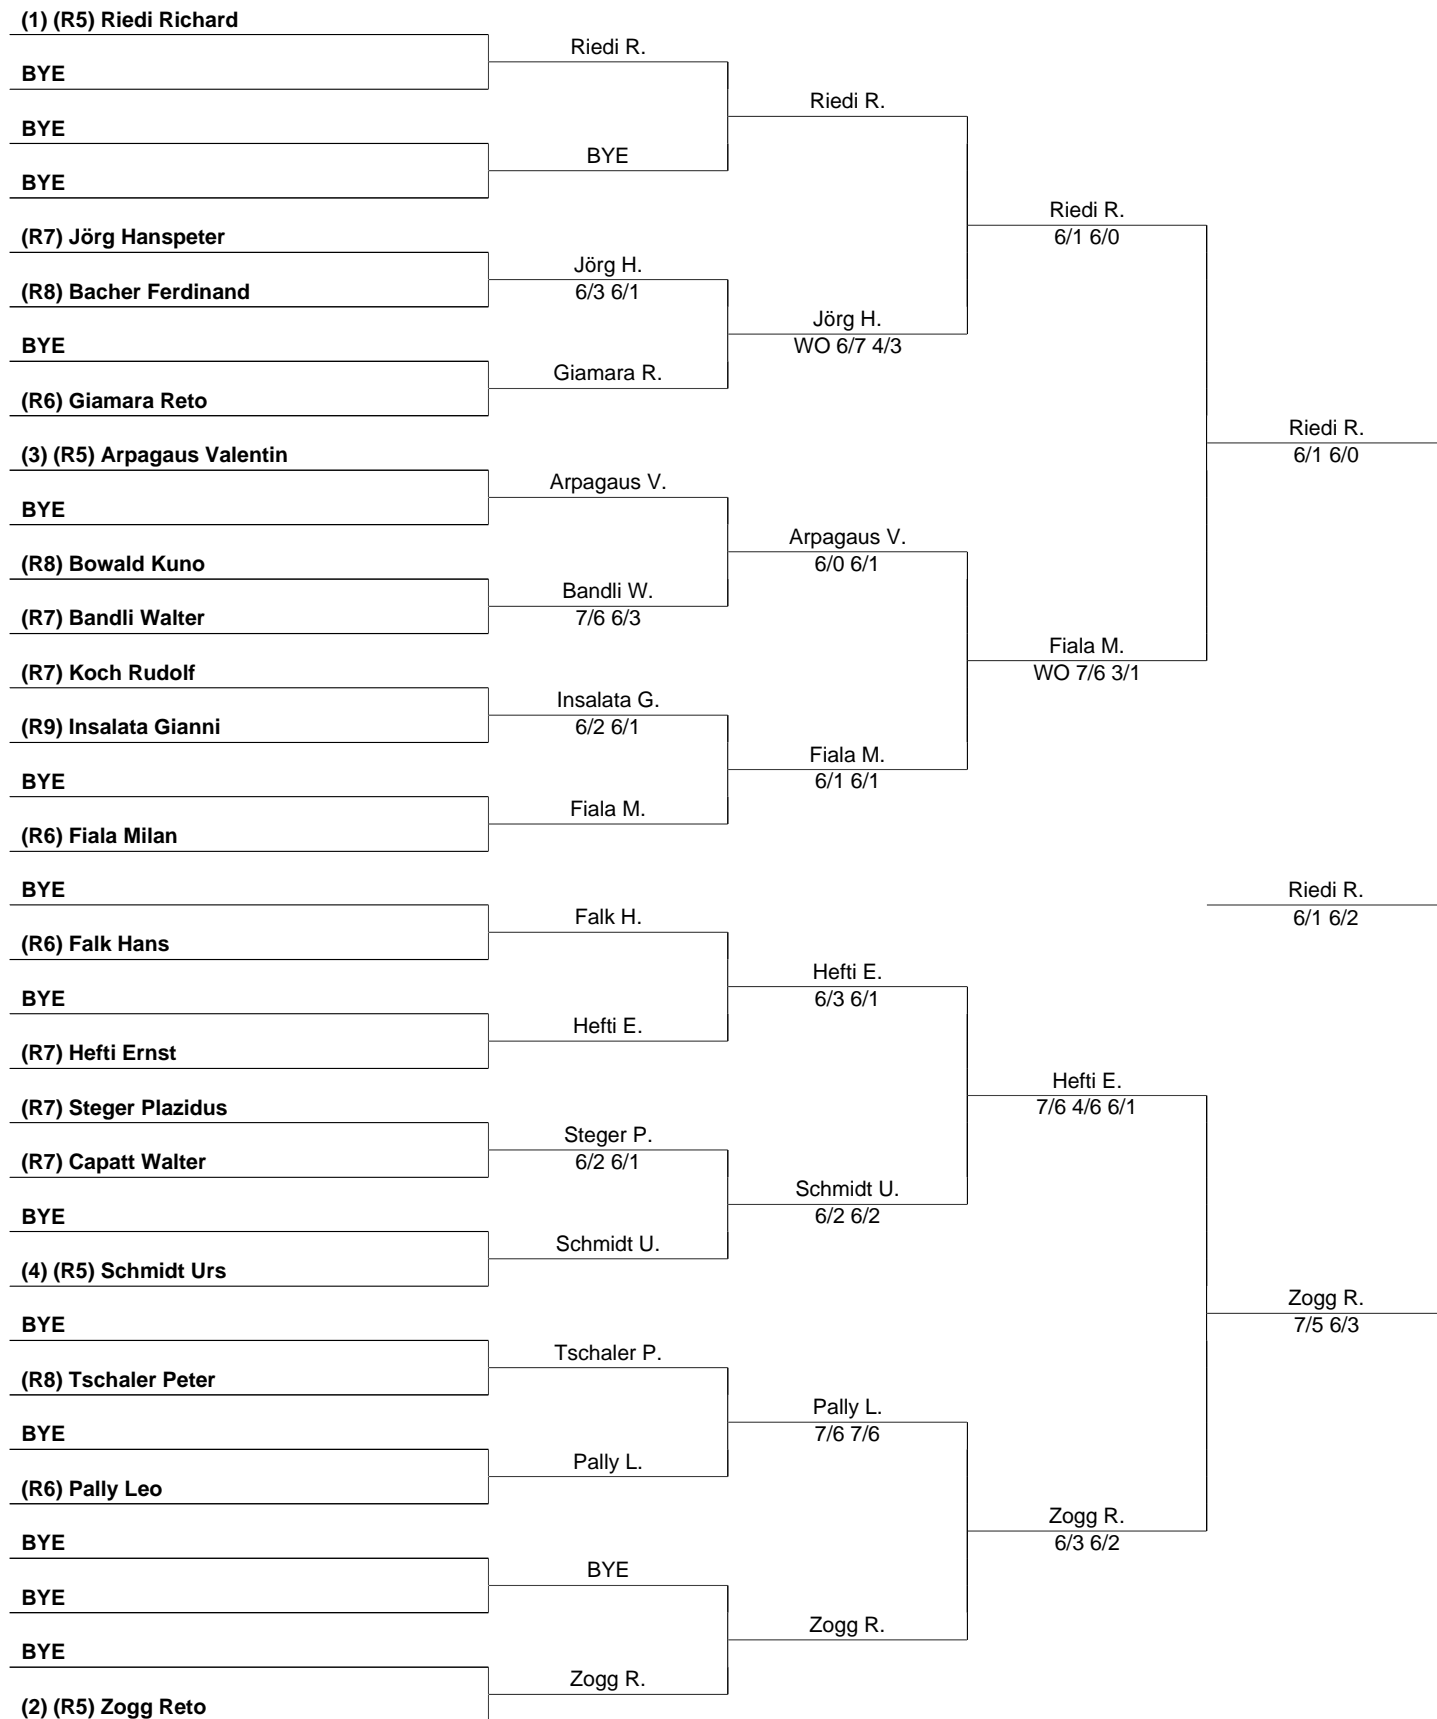 (1) (R5) Riedi Richard
Riedi R.
BYE
Riedi R.
BYE
BYE
BYE
Riedi R.
6/1 6/0
(R7) Jörg Hanspeter
Jörg H.
6/3 6/1
(R8) Bacher Ferdinand
Jörg H.
WO 6/7 4/3
BYE
Giamara R.
(R6) Giamara Reto
Riedi R.
6/1 6/0
(3) (R5) Arpagaus Valentin
Arpagaus V.
BYE
Arpagaus V.
6/0 6/1
(R8) Bowald Kuno
Bandli W.
7/6 6/3
(R7) Bandli Walter
Fiala M.
WO 7/6 3/1
(R7) Koch Rudolf
Insalata G.
6/2 6/1
(R9) Insalata Gianni
Fiala M.
6/1 6/1
BYE
Fiala M.
(R6) Fiala Milan
BYE
Riedi R.
6/1 6/2
Falk H.
(R6) Falk Hans
Hefti E.
6/3 6/1
BYE
Hefti E.
(R7) Hefti Ernst
Hefti E.
7/6 4/6 6/1
(R7) Steger Plazidus
Steger P.
6/2 6/1
(R7) Capatt Walter
Schmidt U.
6/2 6/2
BYE
Schmidt U.
(4) (R5) Schmidt Urs
Zogg R.
7/5 6/3
BYE
Tschaler P.
(R8) Tschaler Peter
Pally L.
7/6 7/6
BYE
Pally L.
(R6) Pally Leo
Zogg R.
6/3 6/2
BYE
BYE
BYE
Zogg R.
BYE
Zogg R.
(2) (R5) Zogg Reto